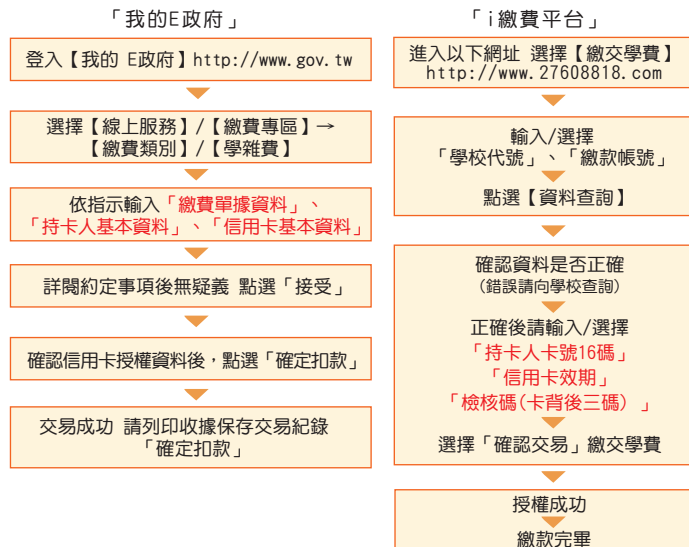 「我的E政府」
登入【我的 E政府】http://www.gov.tw
選擇【線上服務】/【繳費專區】→
【繳費類別】/【學雜費】
依指示輸入「繳費單據資料」、
「持卡人基本資料」、「信用卡基本資料」
詳閱約定事項後無疑義 點選「接受」
確認信用卡授權資料後，點選「確定扣款」
交易成功 請列印收據保存交易紀錄
「確定扣款」
「i繳費平台」
進入以下網址 選擇【繳交學費】
http://www.27608818.com
輸入/選擇
「學校代號」、「繳款帳號」
點選【資料查詢】
確認資料是否正確
(錯誤請向學校查詢)
正確後請輸入/選擇
「持卡人卡號16碼」
「信用卡效期」
「檢核碼(卡背後三碼) 」
選擇「確認交易」繳交學費
授權成功
繳款完畢